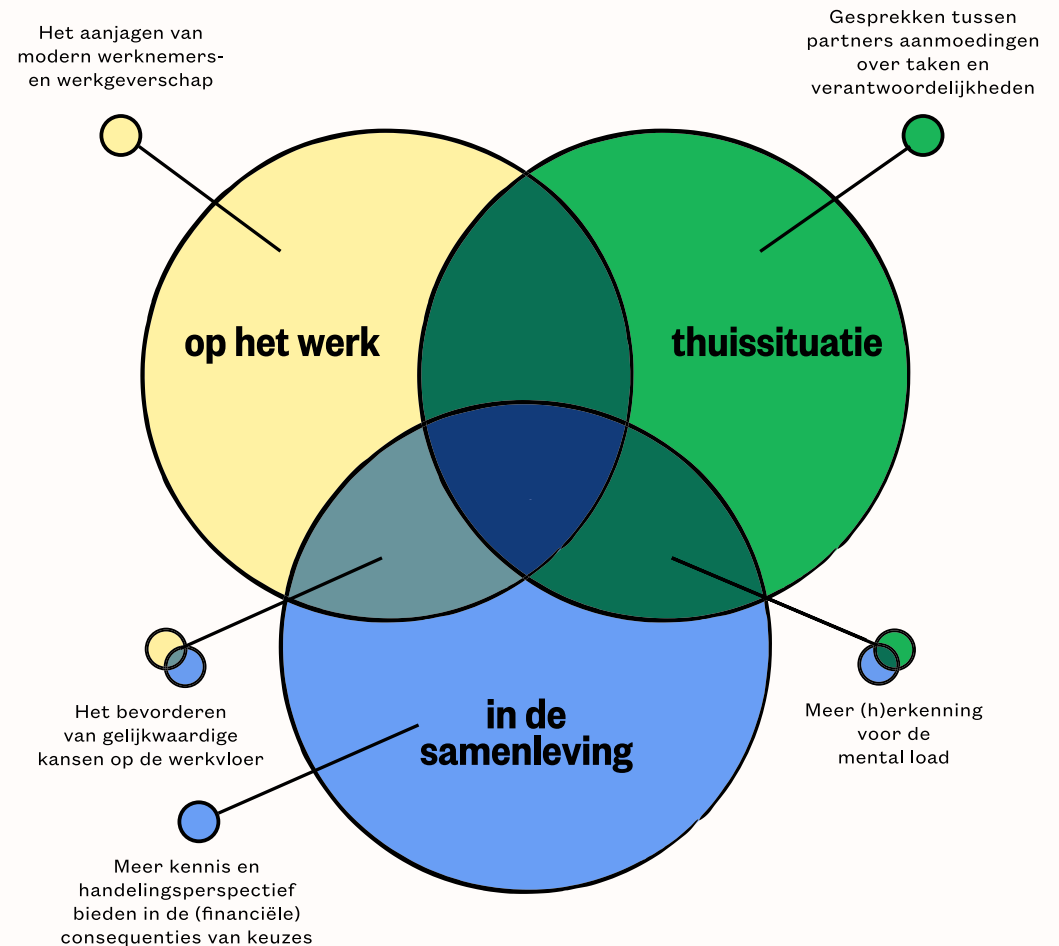 Het aanjagen van
modern werknemers-
en werkgeverschap
Gesprekken tussen
partners aanmoedingen
over taken en
verantwoordelijkheden
op het werk
thuissituatie
in de
samenleving
Het bevorderen
van gelijkwaardige
kansen op de werkvloer
Meer (h)erkenning
voor de
mental load
Meer kennis en
handelingsperspectief
bieden in de (financiële)
consequenties van keuzes